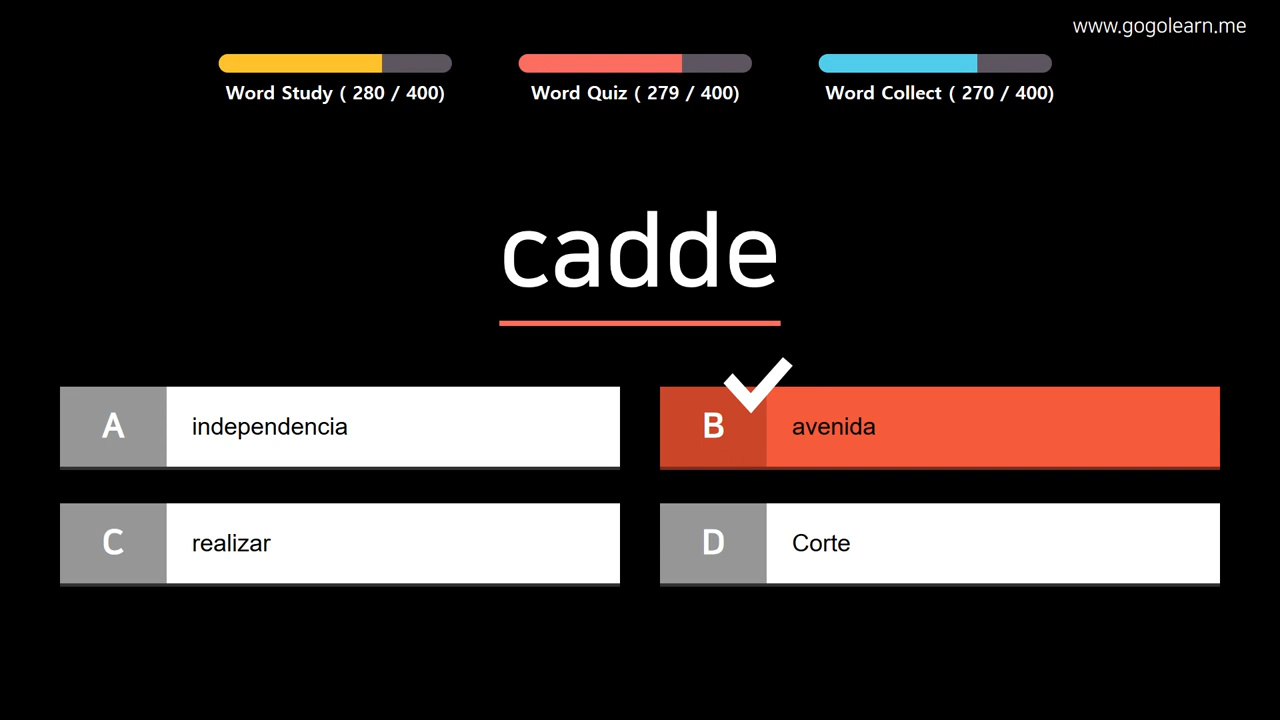 www.gogolearn.me
Word Study ( 280 / 400)
Word Quiz ( 279 / 400)
Word Collect ( 270 / 400)
cadde
A independencia
B avenida
C realizar
D Corte